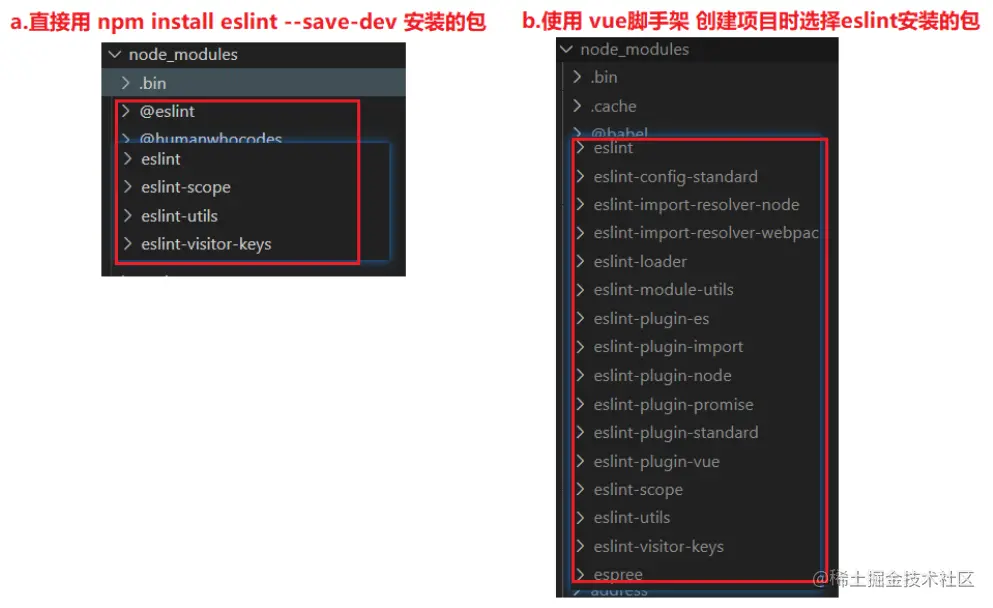 a.直接用 npm install eslint --save-dev 安装的包
node_modules
.bin
@eslint
@humanwhocodes
eslint
eslint-scope
eslint-utils
eslint-visitor-keys
b.使用 vue脚手架 创建项目时选择eslint安装的包
node_modules
.bin
.cache
@babel
eslint
eslint-config-standard
eslint-import-resolver-node
eslint-import-resolver-webpac
eslint-loader
eslint-module-utils
eslint-plugin-es
eslint-plugin-import
eslint-plugin-node
eslint-plugin-promise
eslint-plugin-standard
eslint-plugin-vue
eslint-scope
eslint-utils
eslint-visitor-keys
espree
address
@稀土掘金技术社区